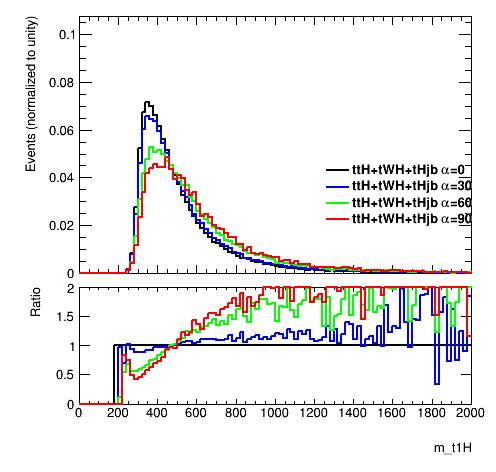 Events (normalized to unity)
0.1
0.08
0.06
0.04
0.02
0
ttH+tWH+tHjb α=0
ttH+tWH+tHjb α=30
ttH+tWH+tHjb α=60
ttH+tWH+tHjb α=90
Ratio
2
1.5
1
0.5
0
0 200 400 600 800 1000 1200 1400 1600 1800 2000
m_t1H